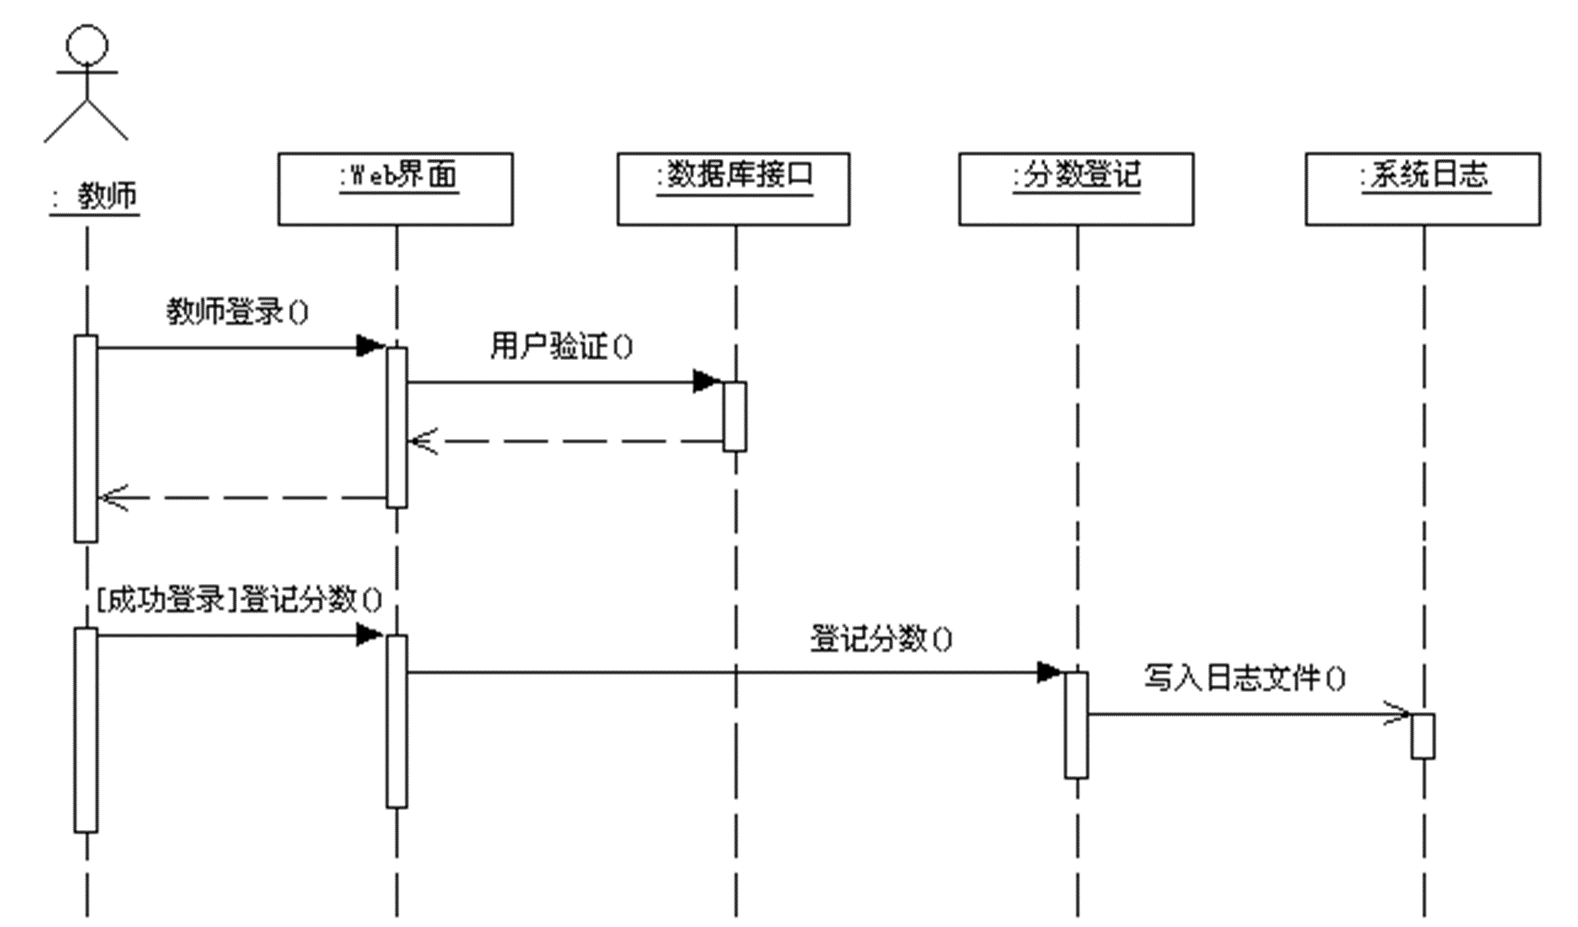 : 教师
:Web界面
:数据库接口
:分数登记
:系统日志
教师登录()
用户验证()
[成功登录]登记分数()
登记分数()
写入日志文件()